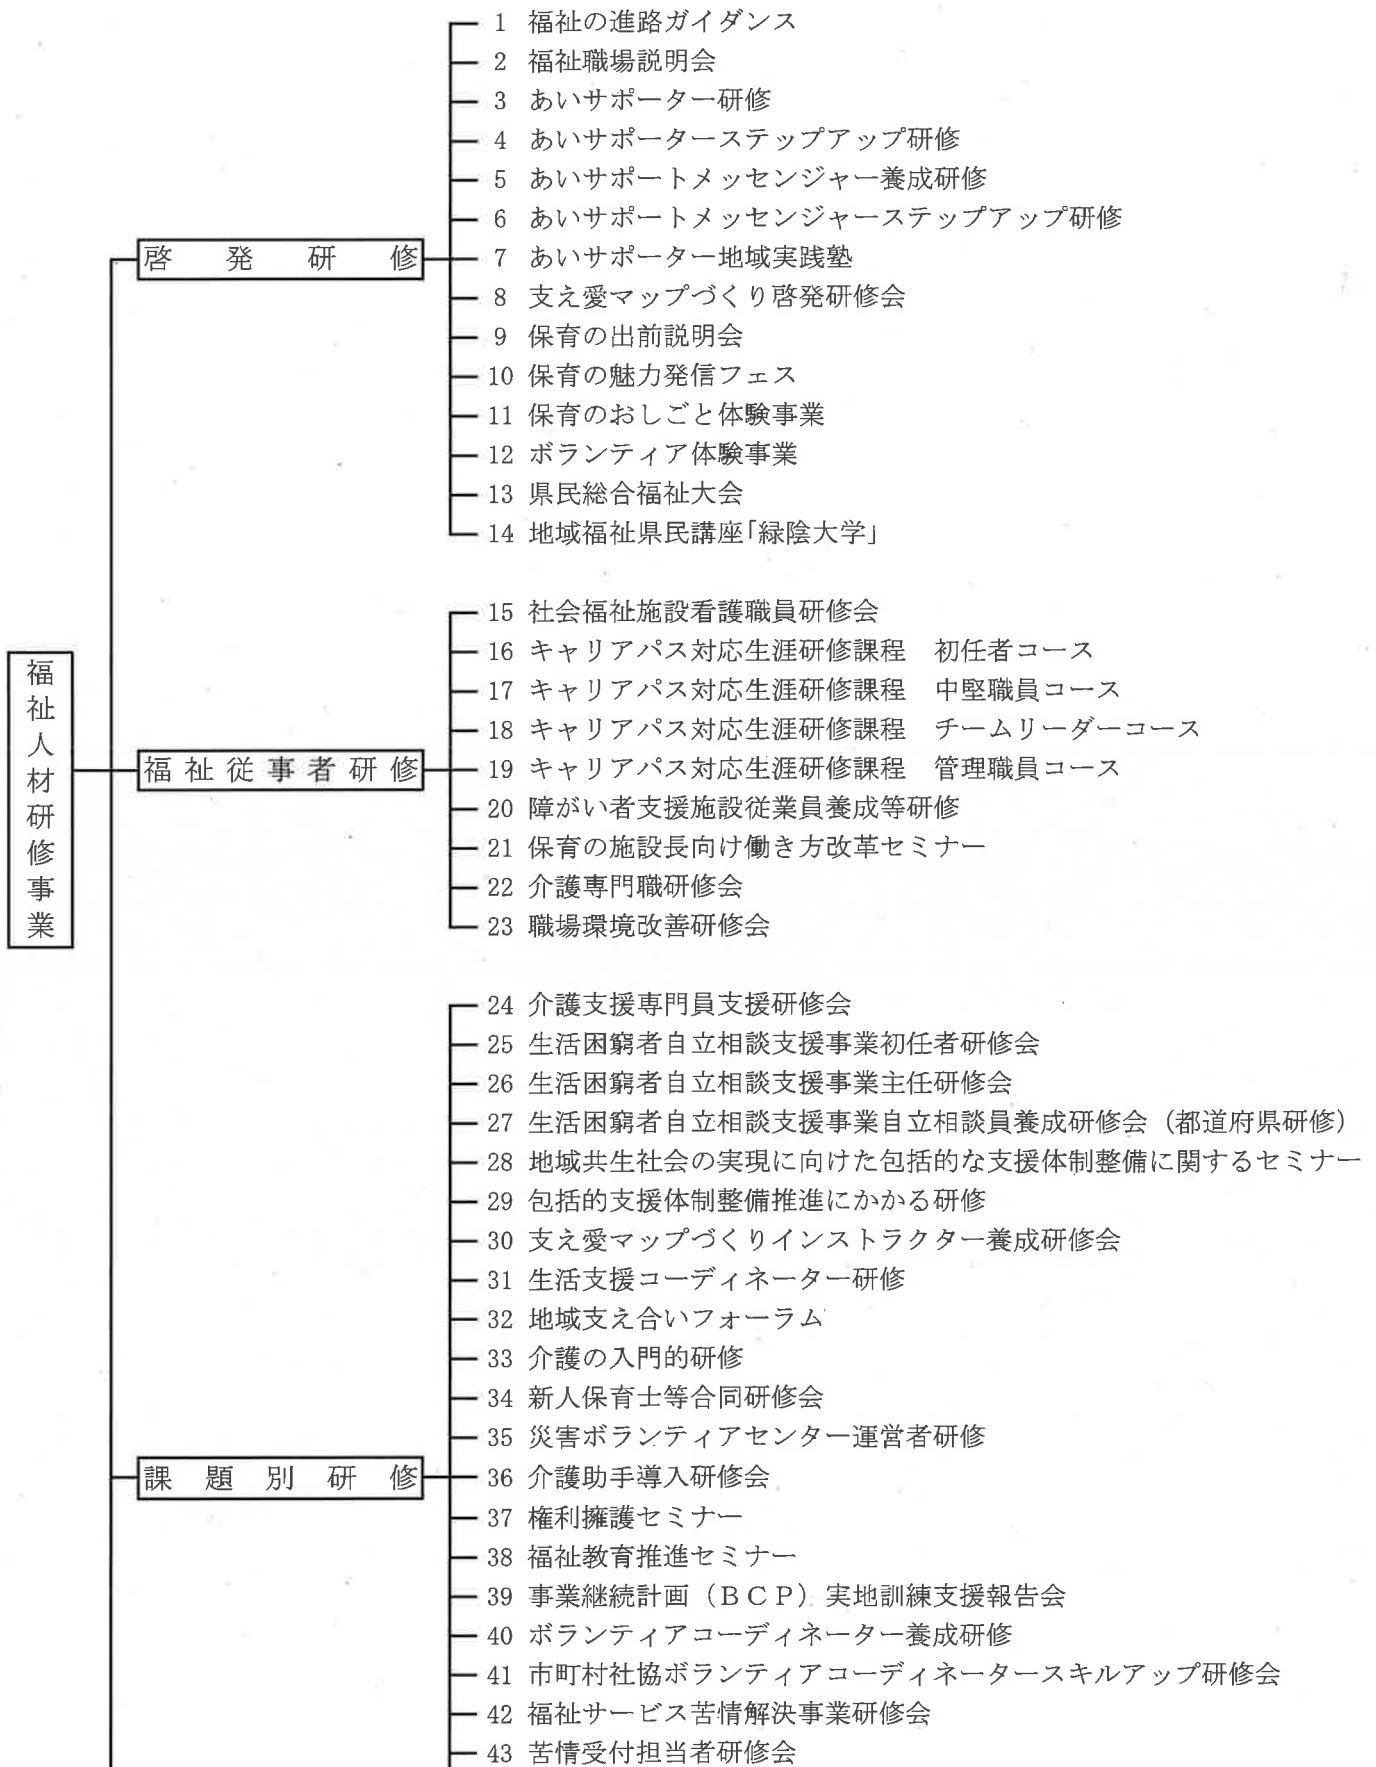 福祉人材研修事業
啓発研修
1 福祉の進路ガイダンス
2 福祉職場説明会
3 あいサポーター研修
4 あいサポーターステップアップ研修
5 あいサポートメッセンジャー養成研修
6 あいサポートメッセンジャーステップアップ研修
7 あいサポーター地域実践塾
8 支え愛マップづくり啓発研修会
9 保育の出前説明会
10 保育の魅力発信フェス
11 保育のおしごと体験事業
12 ボランティア体験事業
13 県民総合福祉大会
14 地域福祉県民講座「緑陰大学」
福祉従事者研修
15 社会福祉施設看護職員研修会
16 キャリアパス対応生涯研修課程　初任者コース
17 キャリアパス対応生涯研修課程　中堅職員コース
18 キャリアパス対応生涯研修課程　チームリーダーコース
19 キャリアパス対応生涯研修課程　管理職員コース
20 障がい者支援施設従業員養成等研修
21 保育の施設長向け働き方改革セミナー
22 介護専門職研修会
23 職場環境改善研修会
課題別研修
24 介護支援専門員支援研修会
25 生活困窮者自立相談支援事業初任者研修会
26 生活困窮者自立相談支援事業主任研修会
27 生活困窮者自立相談支援事業自立相談員養成研修会（都道府県研修）
28 地域共生社会の実現に向けた包括的な支援体制整備に関するセミナー
29 包括的支援体制整備推進にかかる研修
30 支え愛マップづくりインストラクター養成研修会
31 生活支援コーディネーター研修
32 地域支え合いフォーラム
33 介護の入門的研修
34 新人保育士等合同研修会
35 災害ボランティアセンター運営者研修
36 介護助手導入研修会
37 権利擁護セミナー
38 福祉教育推進セミナー
39 事業継続計画（ＢＣＰ）実地訓練支援報告会
40 ボランティアコーディネーター養成研修
41 市町村社協ボランティアコーディネータースキルアップ研修会
42 福祉サービス苦情解決事業研修会
43 苦情受付担当者研修会